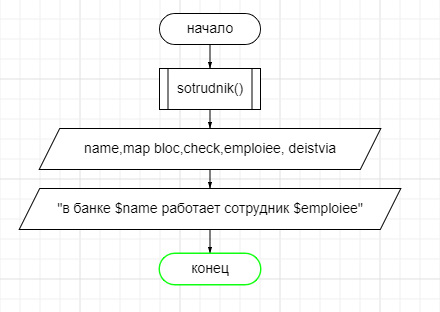 начало
sotrudnik()
name,map bloc,check,emploiee, deistvia
"в банке $name работает сотрудник $emploiee"
конец